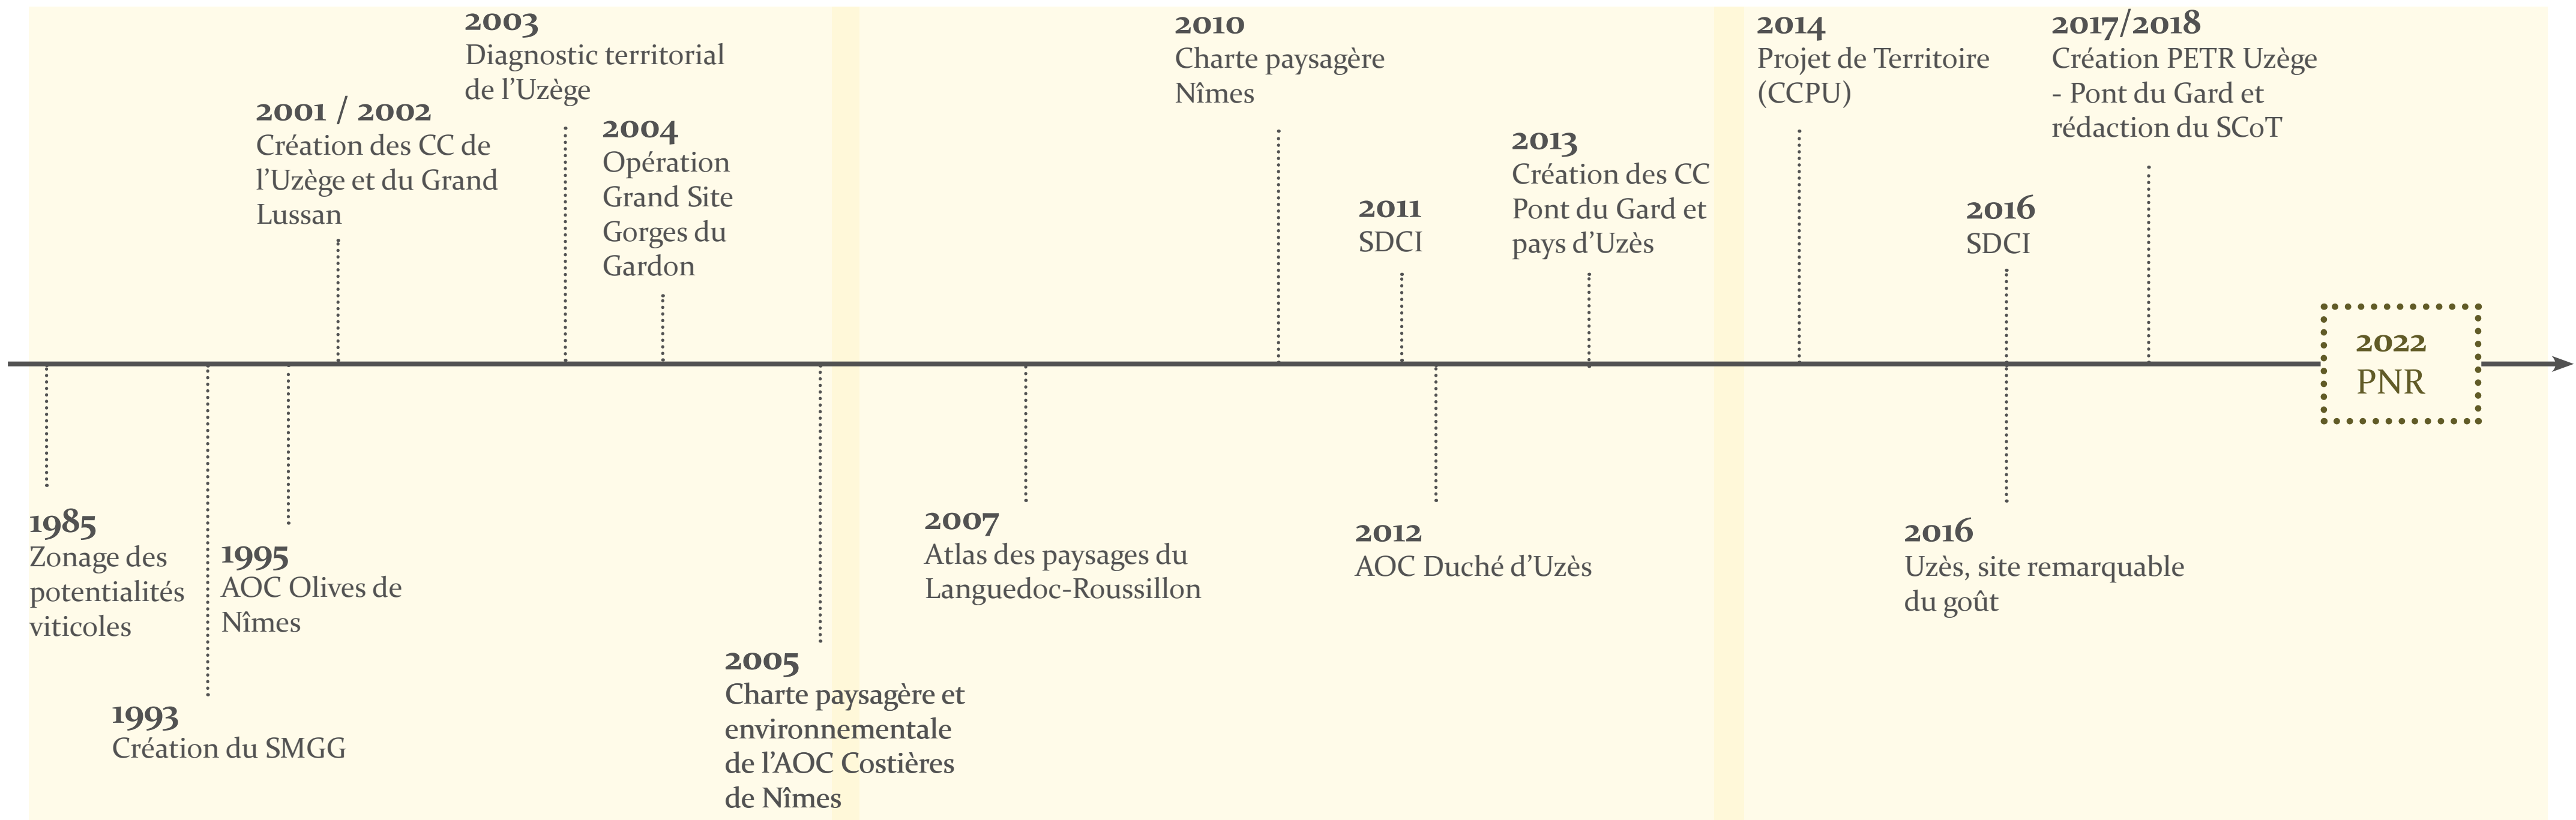 2003
Diagnostic territorial
de l’Uzège
2001 / 2002
Création des CC de
l’Uzège et du Grand
Lussan
2004
Opération
Grand Site
Gorges du
Gardon
2010
Charte paysagère
Nîmes
2011
SDCI
2013
Création des CC
Pont du Gard et
pays d’Uzès
2014
Projet de Territoire
(CCPU)
2016
SDCI
2017/2018
Création PETR Uzège
- Pont du Gard et
rédaction du SCoT
2022
PNR
1985
Zonage des
potentialités
viticoles
1993
Création du SMGG
1995
AOC Olives de
Nîmes
2005
Charte paysagère et
environnementale
de l’AOC Costières
de Nîmes
2007
Atlas des paysages du
Languedoc-Roussillon
2012
AOC Duché d’Uzès
2016
Uzès, site remarquable
du goût